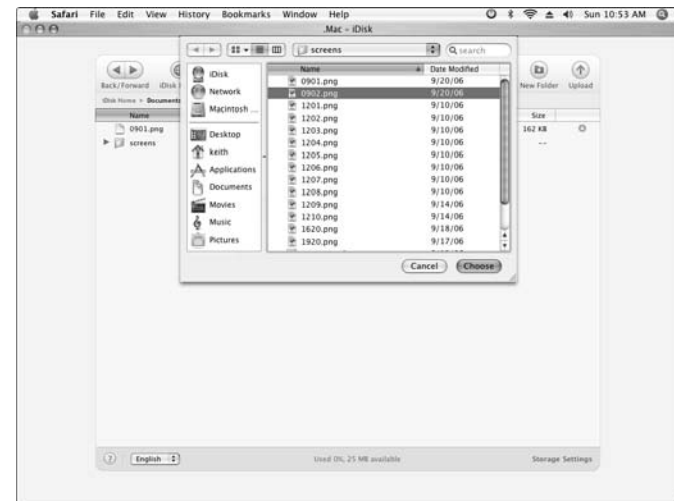 Safari File Edit View History Bookmarks Window Help Sun 10:53 AM
.Mac – iDisk
screens search
Back/Forward iDisk New Folder Upload
iDisk Home Documents
Name Size
0901.png 162 KB
screens --
iDisk
Network
Macintosh ...
Desktop
keith
Applications
Documents
Movies
Music
Pictures
Name Date Modified
0901.png 9/20/06
0902.png 9/20/06
1201.png 9/10/06
1202.png 9/10/06
1203.png 9/10/06
1204.png 9/10/06
1205.png 9/10/06
1206.png 9/10/06
1207.png 9/10/06
1208.png 9/10/06
1209.png 9/14/06
1210.png 9/14/06
1620.png 9/18/06
1920.png 9/17/06
Cancel Choose
? English Used 0%, 25 MB available Storage Settings